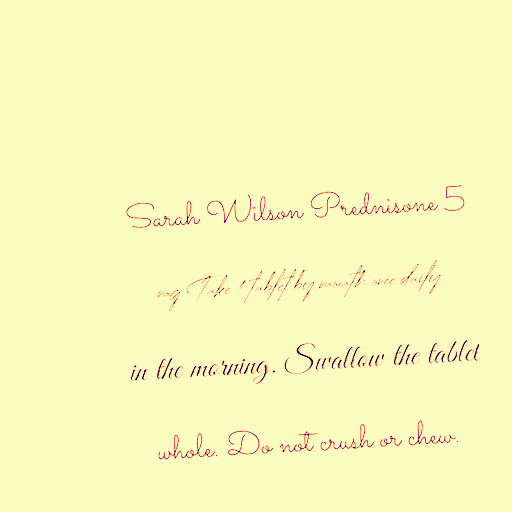 Sarah Wilson Prednisone 5
mg Take 1 tablet by mouth once daily
in the morning. Swallow the tablet
whole. Do not crush or chew.